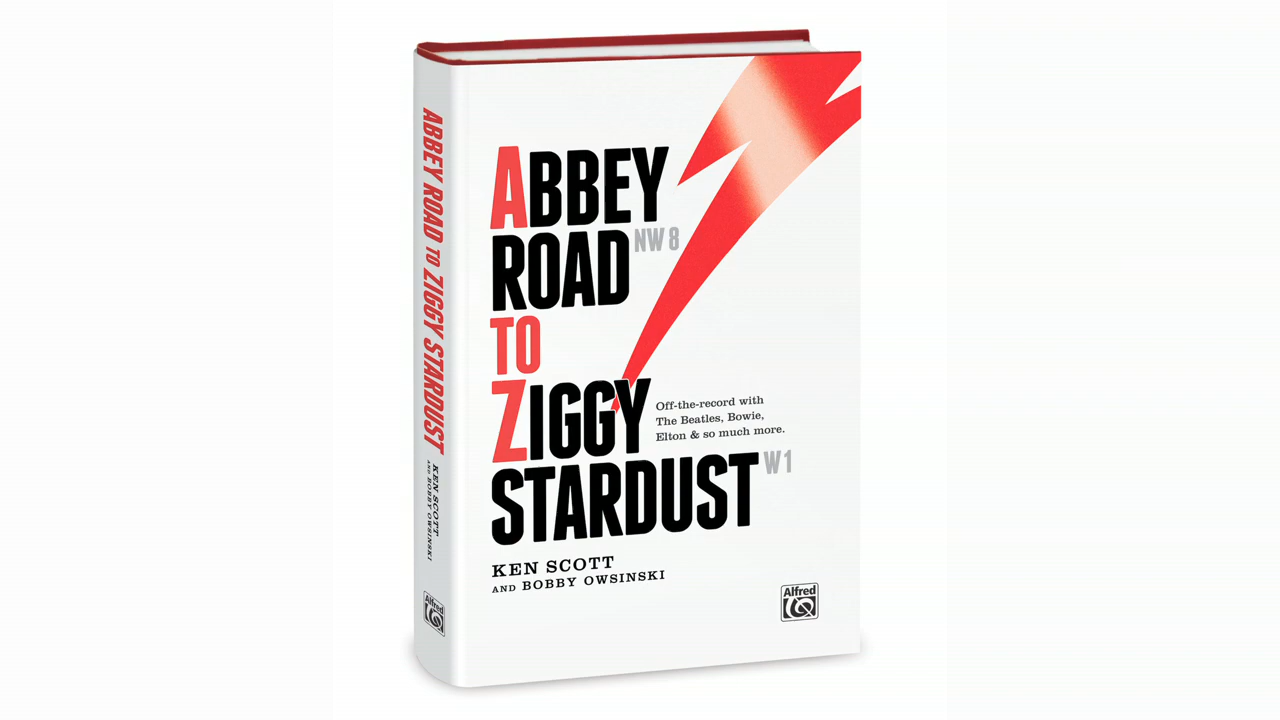 ABBEY
ROAD NW 8
TO
ZIGGY
STARDUST W1
Off-the-record with
The Beatles, Bowie,
Elton & so much more.
KEN SCOTT
AND BOBBY OWSINSKI
Alfred
ABBEY ROAD TO ZIGGY STARDUST
KEN SCOTT
AND BOBBY OWSINSKI
Alfred